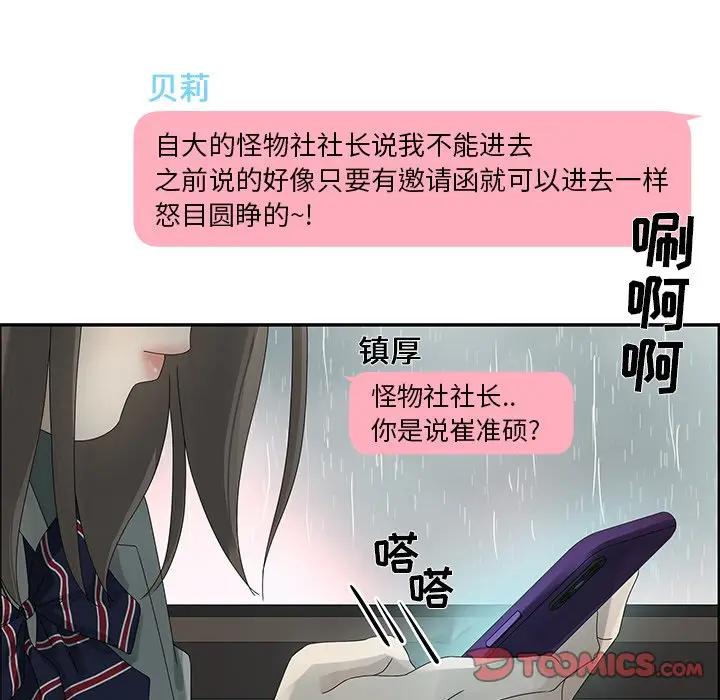 贝莉
自大的怪物社社长说我不能进去
之前说的好像只要有邀请函就可以进去一样
怒目圆睁的~!
唰啊啊
镇厚
怪物社社长..
你是说崔准硕?
嗒嗒
TOOMICS.COM